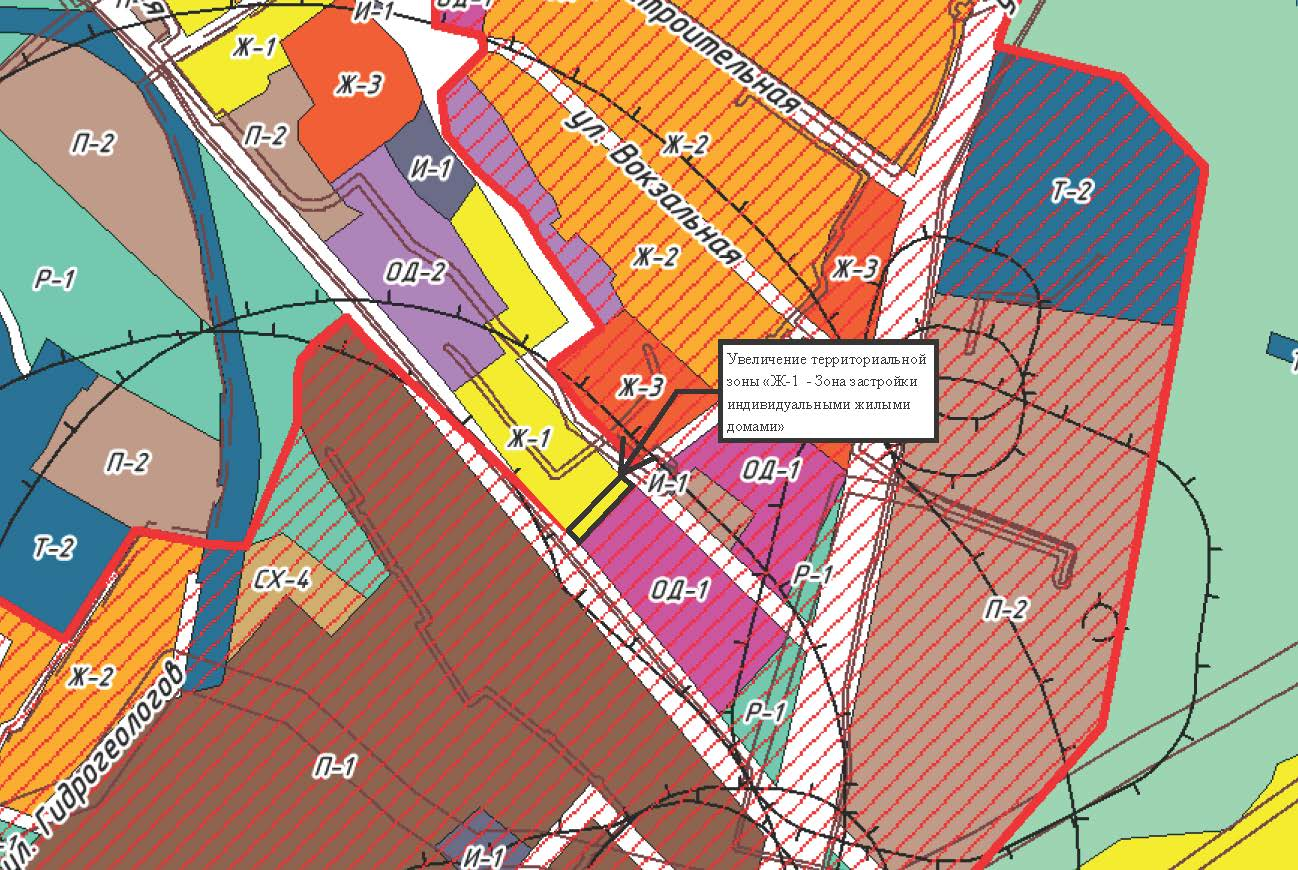 И-1
ОД-1
троительная
Ж-1
Ж-3
П-2
П-2
И-1
ул. Вокзальная
Ж-2
Т-2
Р-1
ОД-2
Ж-2
Ж-3
Увеличение территориальной
зоны «Ж-1 - Зона застройки
индивидуальными жилыми
домами»
Ж-3
Ж-1
П-2
И-1
ОД-1
Т-2
СХ-4
ОД-1
Р-1
П-2
Ж-2
Р-1
ул. Гидрогеологов
П-1
И-1